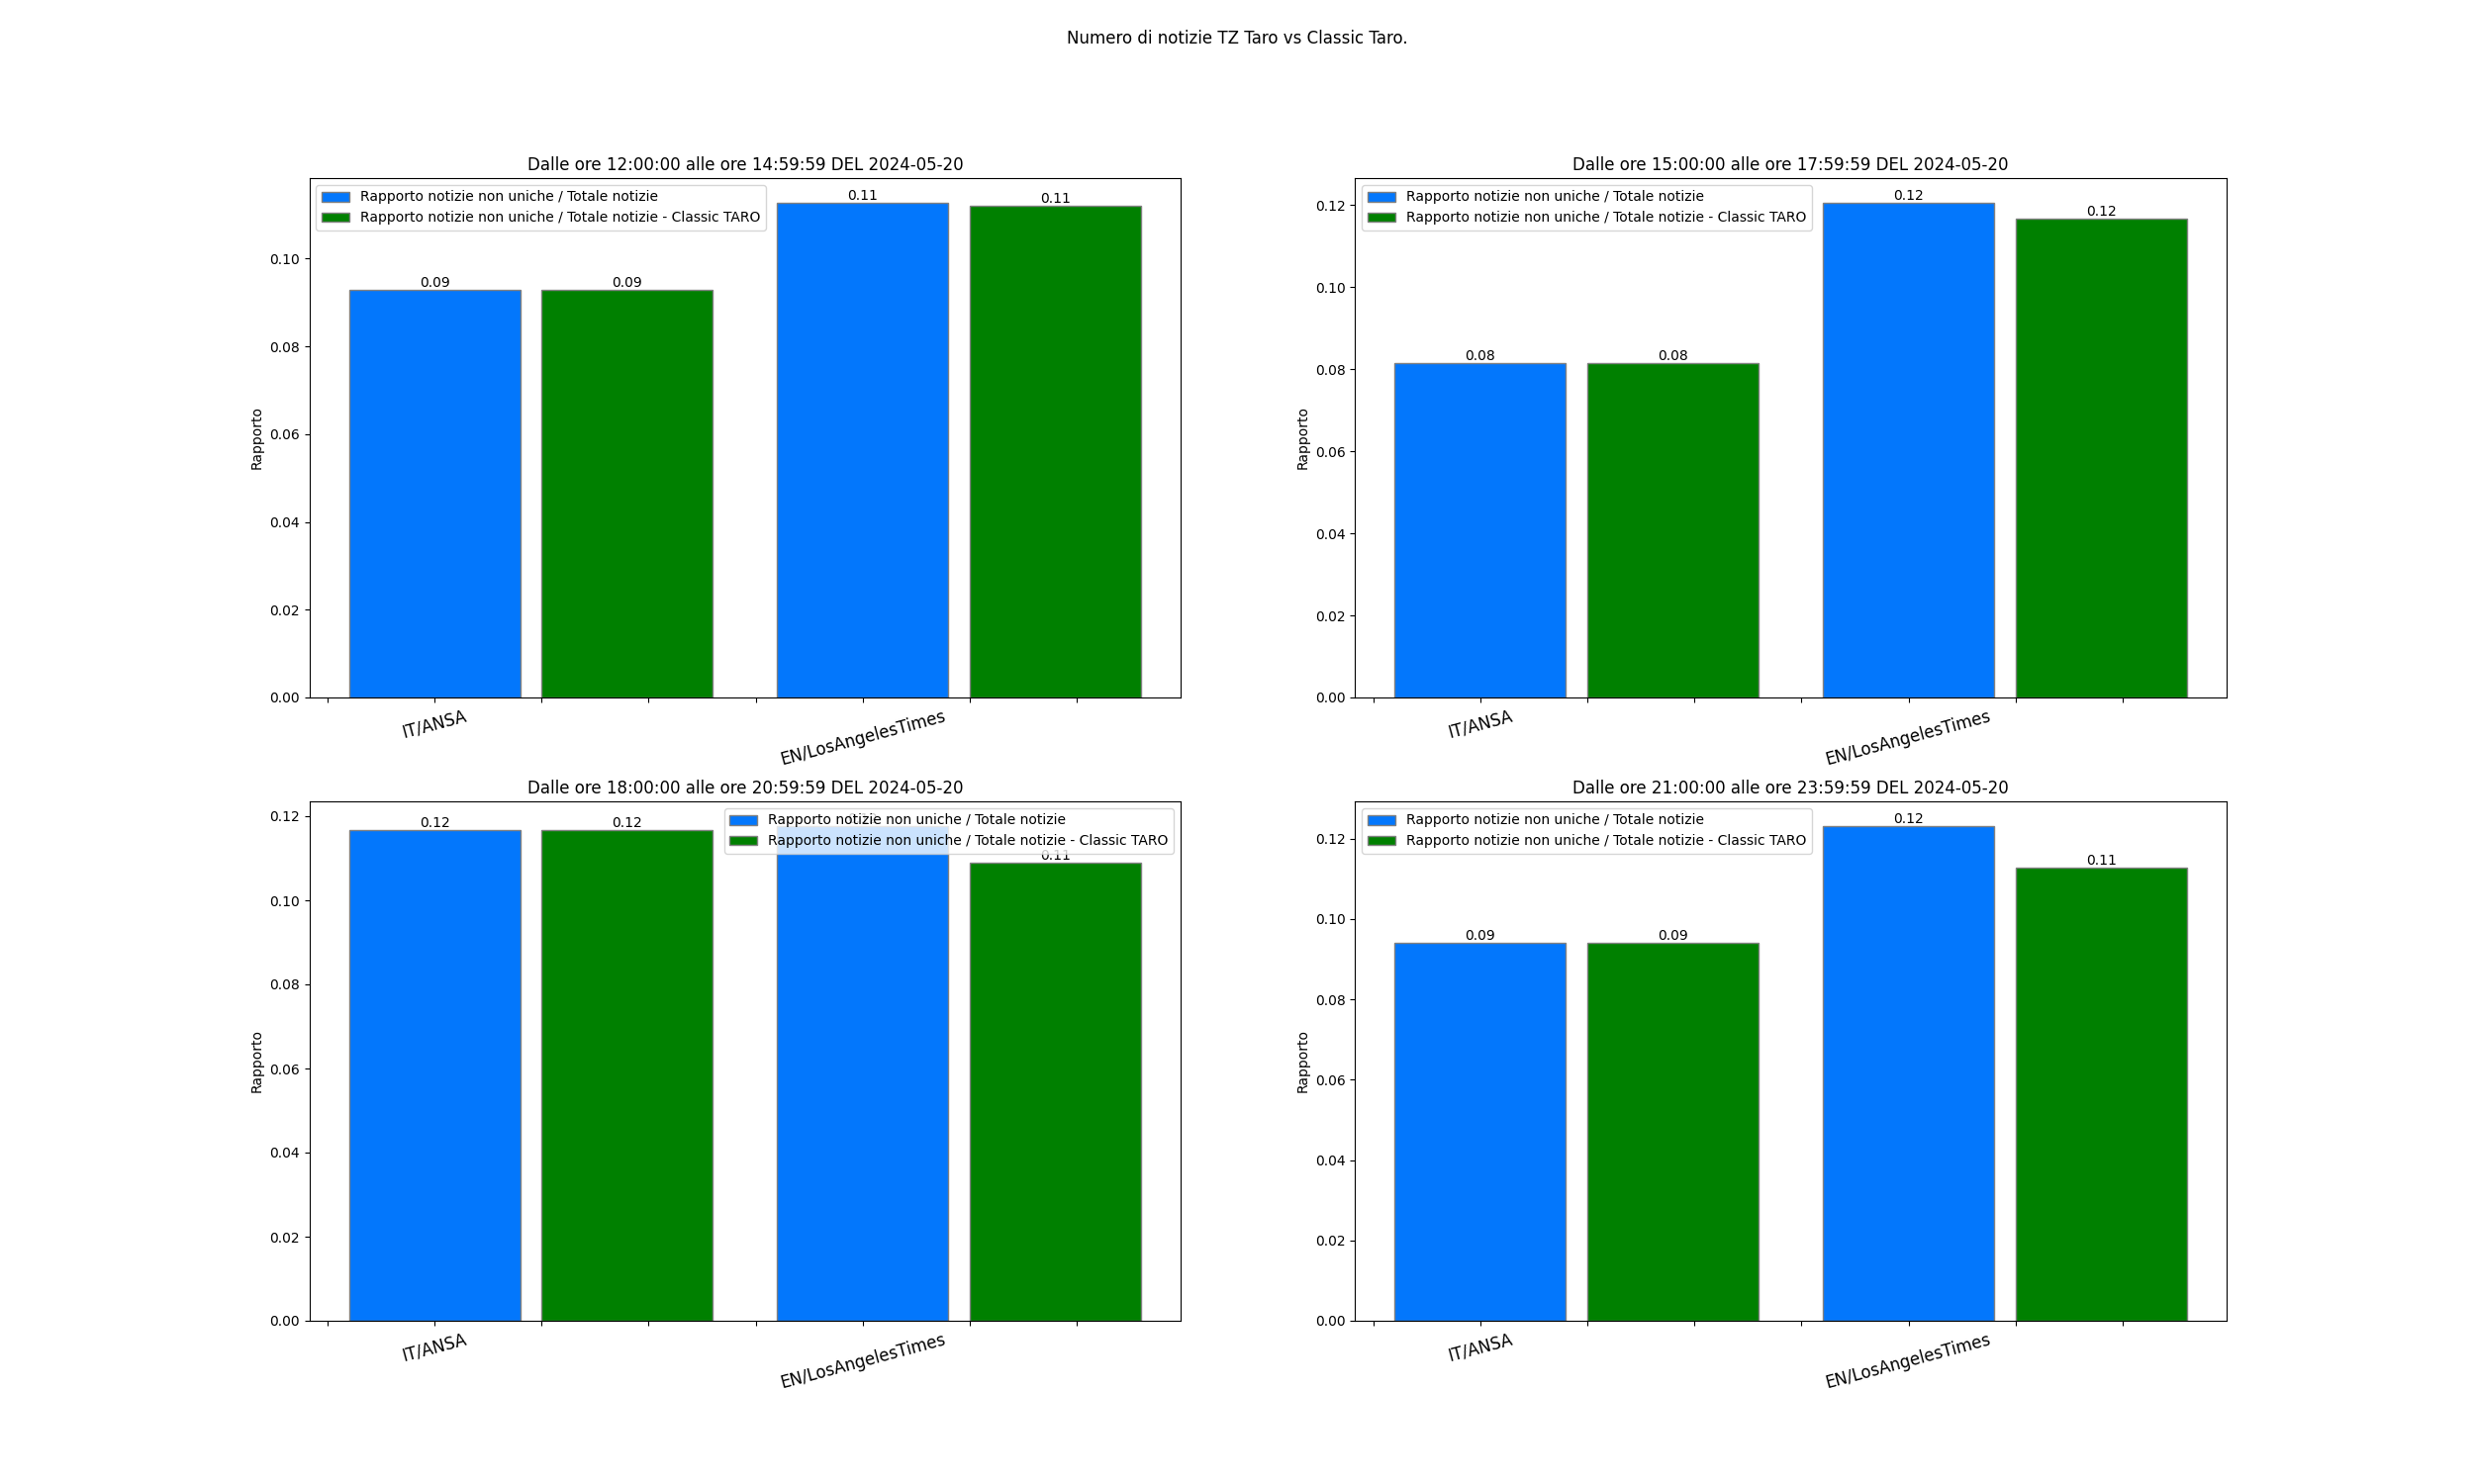 Numero di notizie TZ Taro vs Classic Taro.
Dalle ore 12:00:00 alle ore 14:59:59 DEL 2024-05-20
Rapporto notizie non uniche / Totale notizie
Rapporto notizie non uniche / Totale notizie - Classic TARO
0.11
0.11
0.09
0.09
0.10
0.08
0.06
0.04
0.02
0.00
Rapporto
IT/ANSA
EN/LosAngelesTimes
Dalle ore 15:00:00 alle ore 17:59:59 DEL 2024-05-20
Rapporto notizie non uniche / Totale notizie
Rapporto notizie non uniche / Totale notizie - Classic TARO
0.12
0.12
0.08
0.08
0.12
0.10
0.08
0.06
0.04
0.02
0.00
Rapporto
IT/ANSA
EN/LosAngelesTimes
Dalle ore 18:00:00 alle ore 20:59:59 DEL 2024-05-20
Rapporto notizie non uniche / Totale notizie
Rapporto notizie non uniche / Totale notizie - Classic TARO
0.12
0.12
0.11
0.12
0.10
0.08
0.06
0.04
0.02
0.00
Rapporto
IT/ANSA
EN/LosAngelesTimes
Dalle ore 21:00:00 alle ore 23:59:59 DEL 2024-05-20
Rapporto notizie non uniche / Totale notizie
Rapporto notizie non uniche / Totale notizie - Classic TARO
0.12
0.11
0.09
0.09
0.12
0.10
0.08
0.06
0.04
0.02
0.00
Rapporto
IT/ANSA
EN/LosAngelesTimes